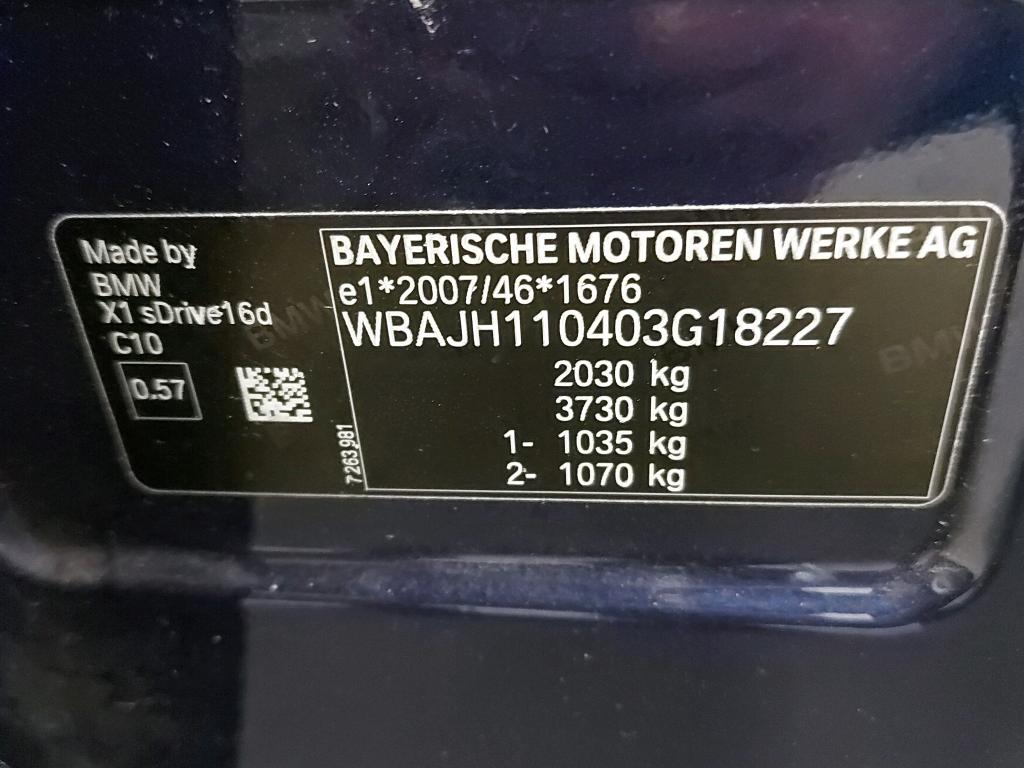 Made by
BMW
X1 sDrive16d
C10
0.57
7263981
BAYERISCHE MOTOREN WERKE AG
e1*2007/46*1676
WBAJH110403G18227
2030 kg
3730 kg
1- 1035 kg
2- 1070 kg